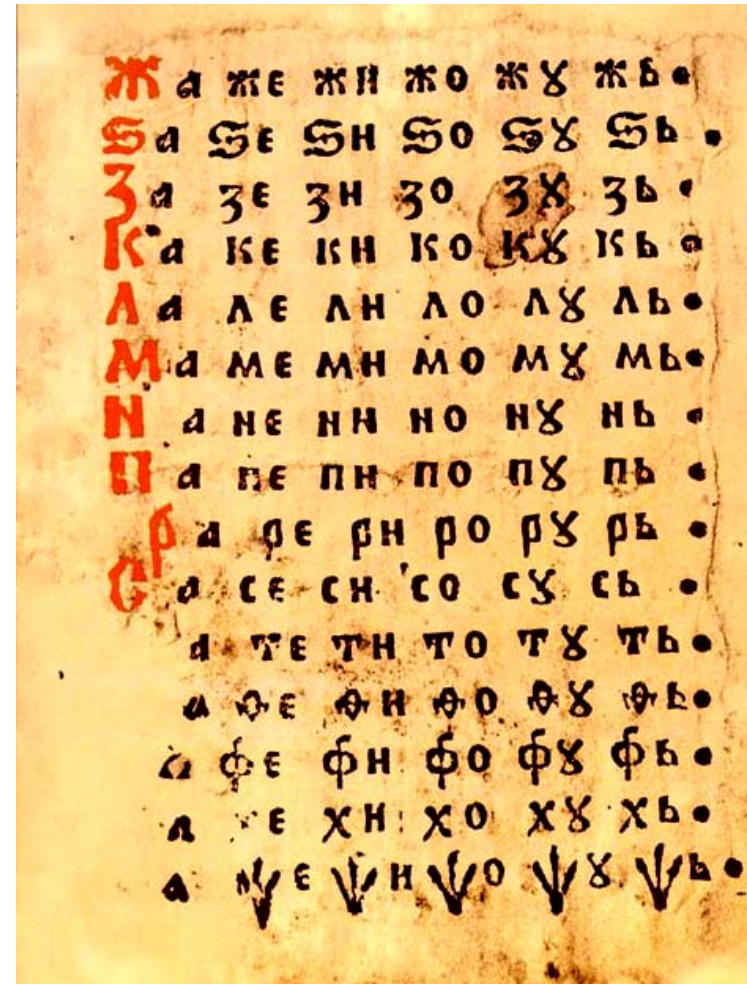 Жа же жи жо жꙋ жь •
Ѕа ѕе ѕи ѕо ѕꙋ ѕь •
За зе зи зо зꙋ зь •
Ка ке ки ко кꙋ кь •
Ла ле ли ло лꙋ ль •
Ма ме ми мо мꙋ мь •
На не ни но нꙋ нь •
Па пе пи по пꙋ пь •
Ра ре ри ро рꙋ рь •
Са се си со сꙋ сь •
а те ти то тꙋ ть •
а ѳе ѳи ѳо ѳꙋ ѳь •
а фе фи фо фꙋ фь •
а хи хо хꙋ хь •
а ѱе ѱи ѱо ѱꙋ ѱь •